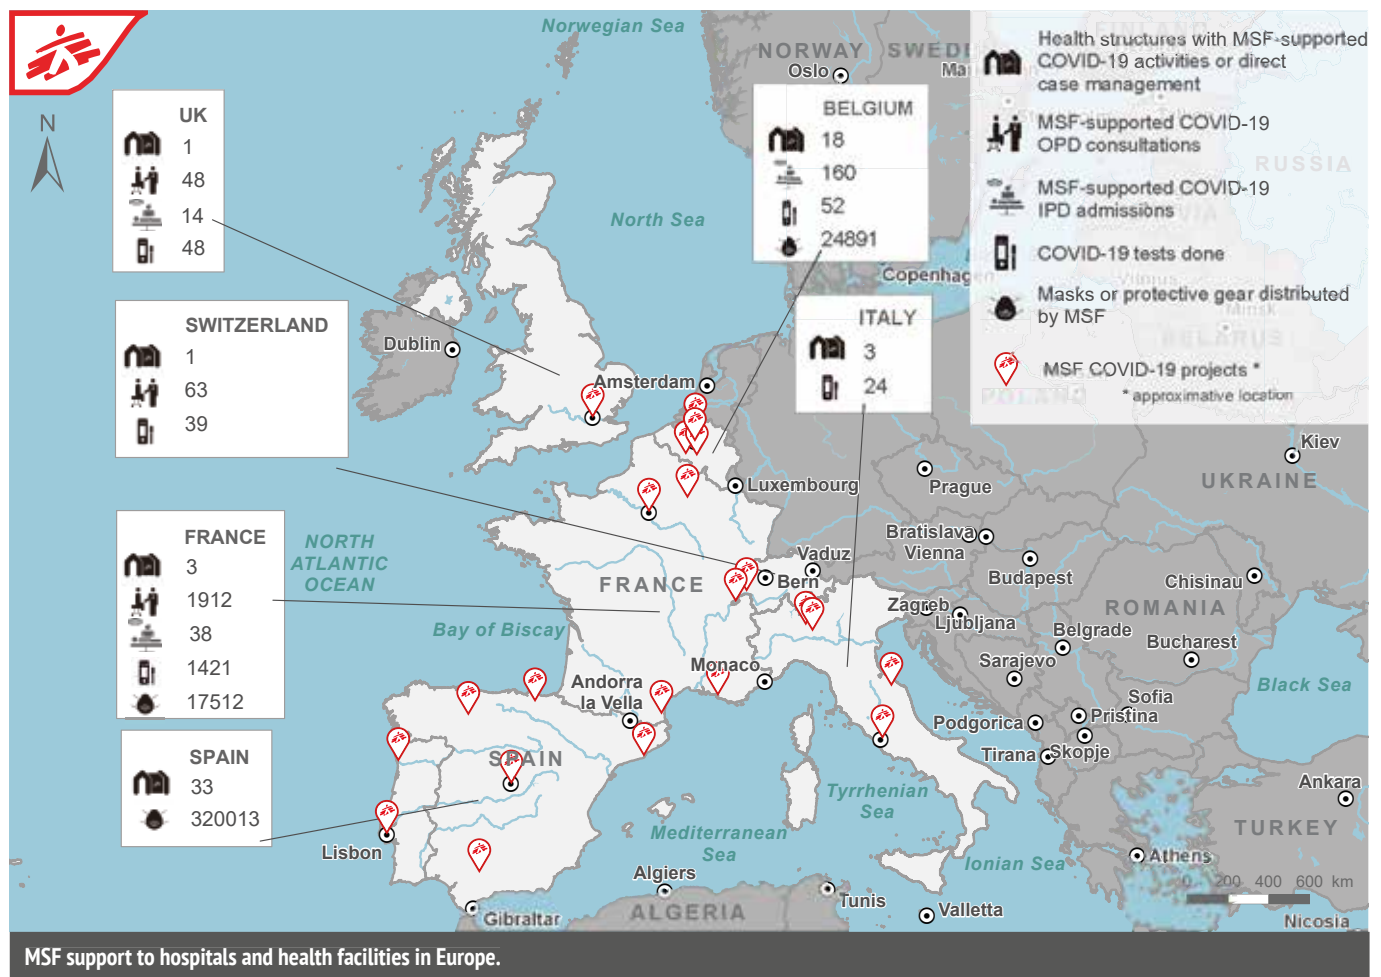 Norwegian Sea
NORWAY
Oslo
N
UK
1
48
14
48
BELGIUM
18
160
52
24891
Health structures with MSF-supported
COVID-19 activities or direct
case management
MSF-supported COVID-19
OPD consultations
MSF-supported COVID-19
IPD admissions
COVID-19 tests done
Masks or protective gear distributed
by MSF
MSF COVID-19 projects *
* approximative location
RUSSIA
Vilnius
Minsk
BELARUS
POLAND
North Sea
Copenhagen
SWITZERLAND
1
63
39
ITALY
3
24
Dublin
Amsterdam
Kiev
UKRAINE
Luxembourg
Prague
FRANCE
3
1912
38
1421
17512
NORTH
ATLANTIC
OCEAN
Bratislava
Vienna
Vaduz
Bern
Budapest
Chisinau
FRANCE
ROMANIA
Zagreb
Ljubljana
Bay of Biscay
Belgrade
Bucharest
Sarajevo
Monaco
Andorra
la Vella
Black Sea
Sofia
Podgorica
Pristina
Tirana
Skopje
SPAIN
33
320013
SPAIN
Ankara
Tyrrhenian
Sea
Mediterranean
Sea
TURKEY
Lisbon
Athens
Ionian Sea
Algiers
0 200 400 600 km
Tunis
ALGERIA
Valletta
Gibraltar
Nicosia
MSF support to hospitals and health facilities in Europe.